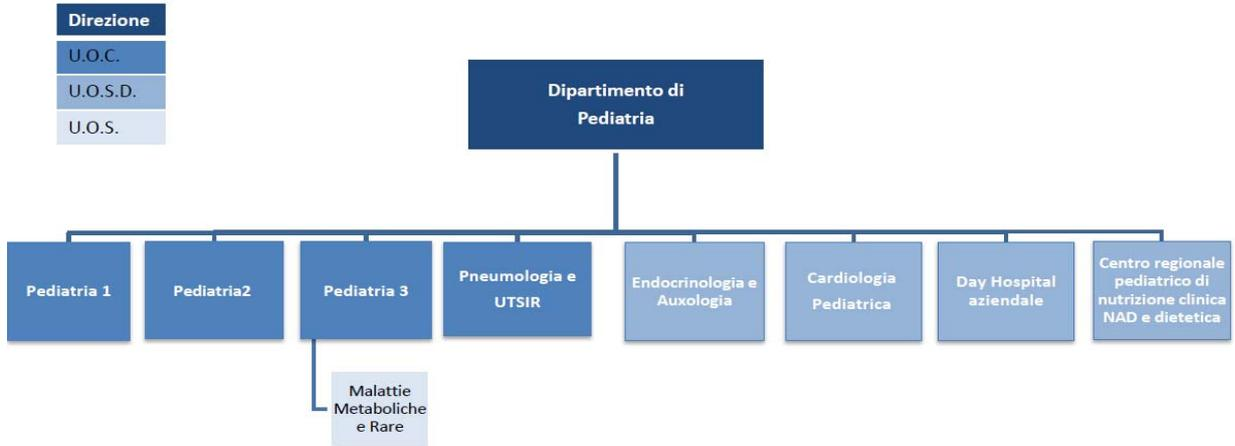 Direzione
U.O.C.
U.O.S.D.
U.O.S.
Dipartimento di
Pediatria
Pediatria 1
Pediatria2
Pediatria 3
Pneumologia e
UTSIR
Endocrinologia e
Auxologia
Cardiologia
Pediatrica
Day Hospital
aziendale
Centro regionale
pediatrico di
nutrizione clinica
NAD e dietetica
Malattie
Metaboliche
e Rare